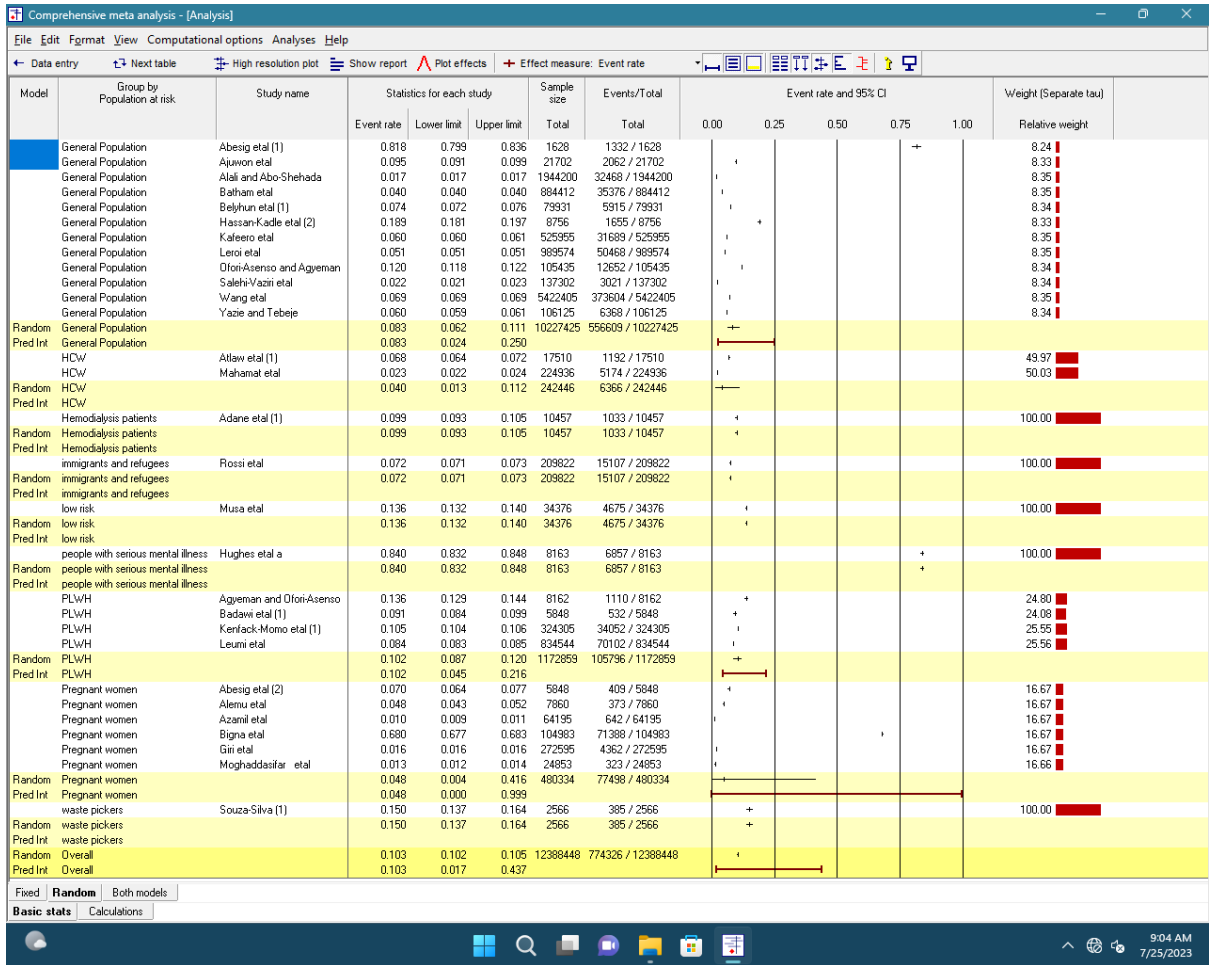 Comprehensive meta analysis - [Analysis]
File Edit Format View Computational options Analyses Help
← Data entry Next table High resolution plot Show report Plot effects Effect measure: Event rate
Model Group by Population at risk Study name Statistics for each study Sample size Events/Total Event rate and 95% CI Weight (Separate tau)
Event rate Lower limit Upper limit Total Total 0.00 0.25 0.50 0.75 1.00 Relative weight
General Population Abesig etal (1) 0.818 0.799 0.836 1628 1332 / 1628 8.24
General Population Ajuwon etal 0.095 0.091 0.099 21702 2062 / 21702 8.33
General Population Alali and Abo-Shehada 0.017 0.017 0.017 1944200 32468 / 1944200 8.35
General Population Batham etal 0.040 0.040 0.040 884412 35376 / 884412 8.35
General Population Belyhun etal (1) 0.074 0.072 0.076 79931 5915 / 79931 8.34
General Population Hassan-Kadle etal (2) 0.189 0.181 0.197 8756 1655 / 8756 8.33
General Population Kafeero etal 0.060 0.060 0.061 525955 31689 / 525955 8.35
General Population Leroi etal 0.051 0.051 0.051 989574 50468 / 989574 8.35
General Population Ofori-Asenso and Agyeman 0.120 0.118 0.122 105435 12652 / 105435 8.34
General Population Salehi-Vaziri etal 0.022 0.021 0.023 137302 3021 / 137302 8.34
General Population Wang etal 0.069 0.069 0.069 5422405 373604 / 5422405 8.35
General Population Yazie and Tebeje 0.060 0.059 0.061 106125 6368 / 106125 8.34
Random General Population 0.083 0.062 0.111 10227425 556609 / 10227425
Pred Int General Population 0.083 0.024 0.250
HCW Atlaw etal (1) 0.068 0.064 0.072 17510 1192 / 17510 49.97
HCW Mahamat etal 0.023 0.022 0.024 224936 5174 / 224936 50.03
Random HCW 0.040 0.013 0.112 242446 6366 / 242446
Pred Int HCW
Hemodialysis patients Adane etal (1) 0.099 0.093 0.105 10457 1033 / 10457 100.00
Random Hemodialysis patients 0.099 0.093 0.105 10457 1033 / 10457
Pred Int Hemodialysis patients
immigrants and refugees Rossi etal 0.072 0.071 0.073 209822 15107 / 209822 100.00
Random immigrants and refugees 0.072 0.071 0.073 209822 15107 / 209822
Pred Int immigrants and refugees
low risk Musa etal 0.136 0.132 0.140 34376 4675 / 34376 100.00
Random low risk 0.136 0.132 0.140 34376 4675 / 34376
Pred Int low risk
people with serious mental illness Hughes etal a 0.840 0.832 0.848 8163 6857 / 8163 100.00
Random people with serious mental illness 0.840 0.832 0.848 8163 6857 / 8163
Pred Int people with serious mental illness
PLWH Agyeman and Ofori-Asenso 0.136 0.129 0.144 8162 1110 / 8162 24.80
PLWH Badawi etal (1) 0.091 0.084 0.099 5848 532 / 5848 24.08
PLWH Kenfack-Momo etal (1) 0.105 0.104 0.106 324305 34052 / 324305 25.55
PLWH Leumi etal 0.084 0.083 0.085 834544 70102 / 834544 25.56
Random PLWH 0.102 0.087 0.120 1172859 105796 / 1172859
Pred Int PLWH 0.102 0.045 0.216
Pregnant women Abesig etal (2) 0.070 0.064 0.077 5848 409 / 5848 16.67
Pregnant women Alemu etal 0.048 0.043 0.052 7860 373 / 7860 16.67
Pregnant women Azamil etal 0.010 0.009 0.011 64195 642 / 64195 16.67
Pregnant women Bigna etal 0.680 0.677 0.683 104983 71388 / 104983 16.67
Pregnant women Giri etal 0.016 0.016 0.016 272595 4362 / 272595 16.67
Pregnant women Moghaddasifar etal 0.013 0.012 0.014 24853 323 / 24853 16.66
Random Pregnant women 0.048 0.004 0.416 480334 77498 / 480334
Pred Int Pregnant women 0.048 0.000 0.999
waste pickers Souza-Silva (1) 0.150 0.137 0.164 2566 385 / 2566 100.00
Random waste pickers 0.150 0.137 0.164 2566 385 / 2566
Pred Int waste pickers
Random Overall 0.103 0.102 0.105 12388448 774326 / 12388448
Pred Int Overall 0.103 0.017 0.437
Fixed Random Both models
Basic stats Calculations
9:04 AM
7/25/2023